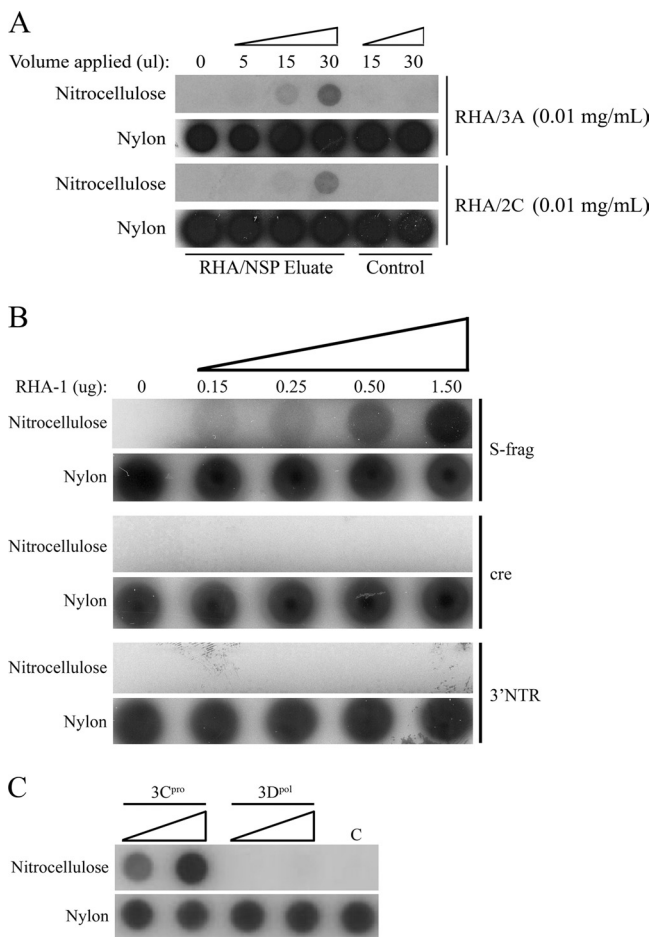 A
Volume applied (ul): 0 5 15 30 15 30
Nitrocellulose
RHA/3A (0.01 mg/mL)
Nylon
Nitrocellulose
RHA/2C (0.01 mg/mL)
Nylon
RHA/NSP Eluate Control
B
RHA-1 (ug): 0 0.15 0.25 0.50 1.50
Nitrocellulose
S-frag
Nylon
Nitrocellulose
cre
Nylon
Nitrocellulose
3'NTR
Nylon
C
3Cpro 3Dpol
C
Nitrocellulose
Nylon